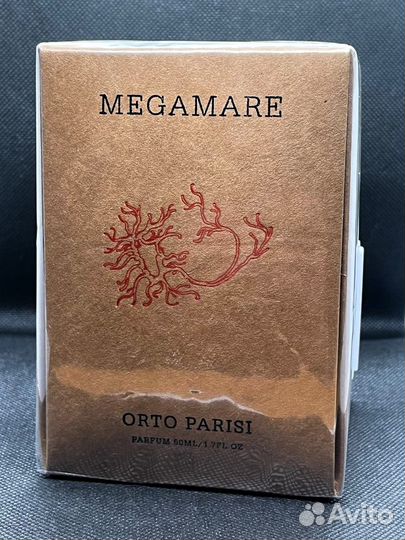 MEGAMARE
ORTO PARISI
PARFUM 50ML/1.7FL OZ
Avito